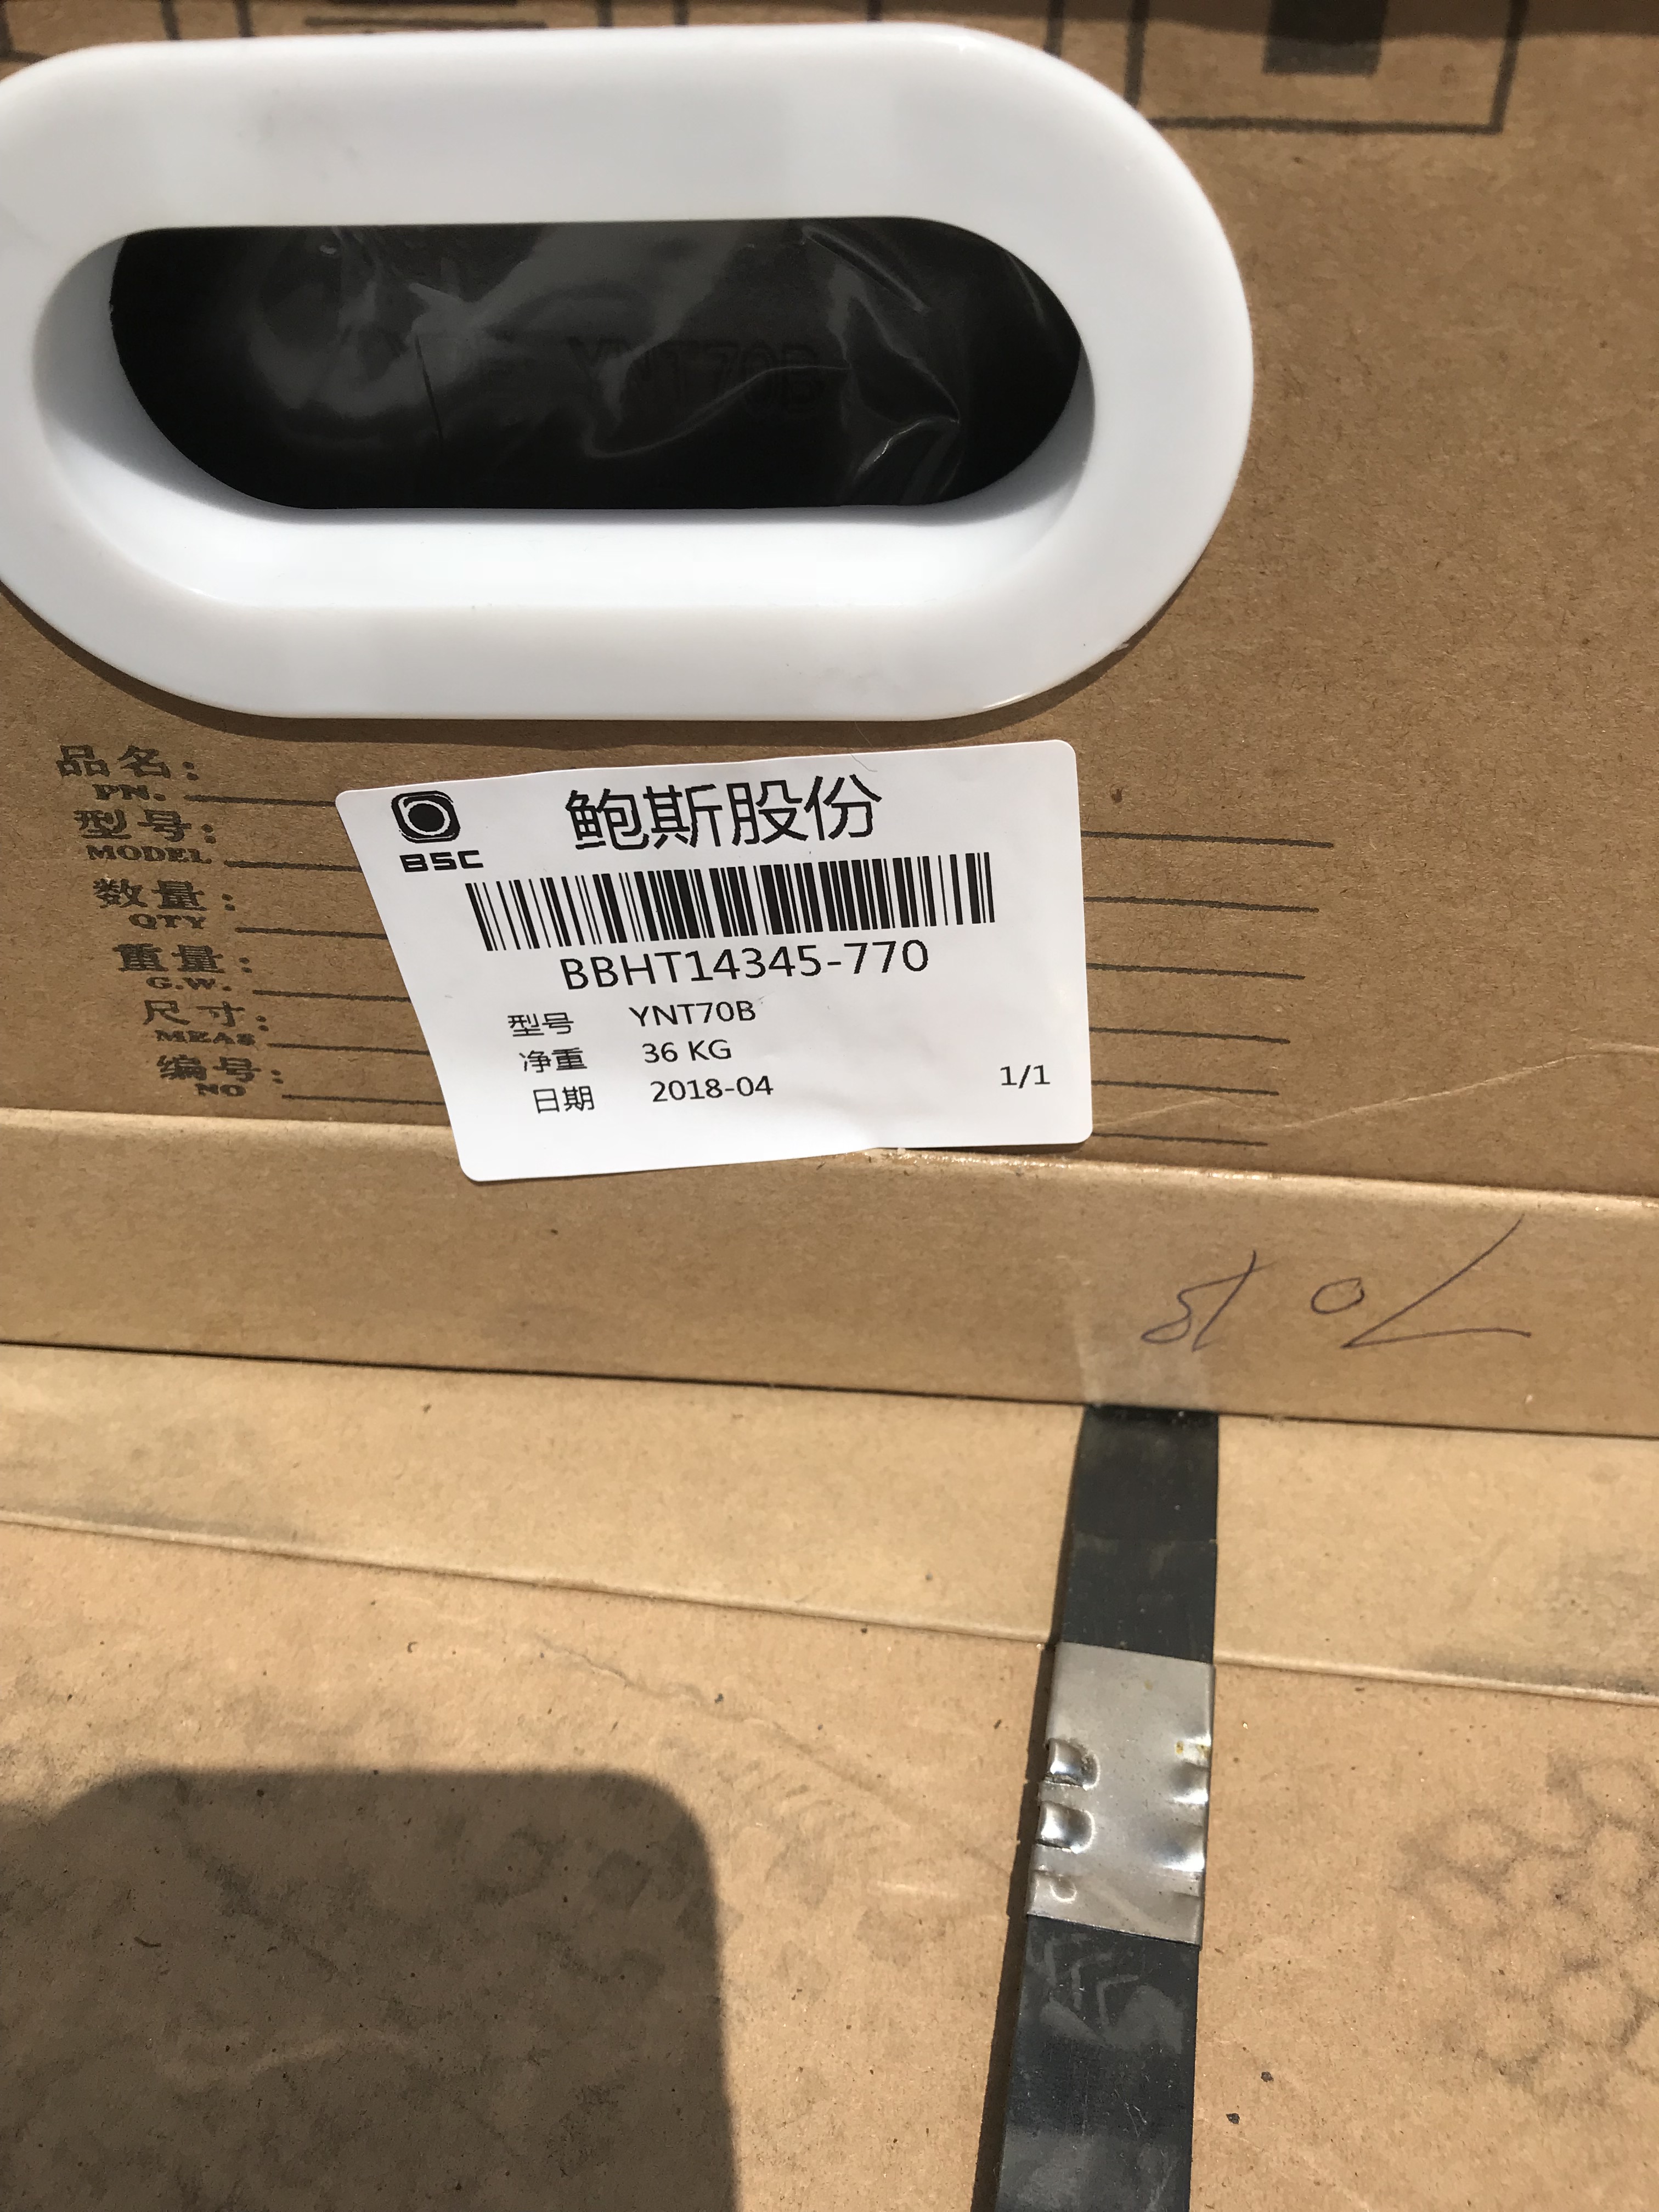 YNT70B
品名:
PN.
型号:
MODEL
数量:
QTY
重量:
G.W.
尺寸:
MEAS
编号:
NO
BSC
鲍斯股份
BBHT14345-770
型号 YNT70B
净重 36 KG
日期 2018-04
1/1